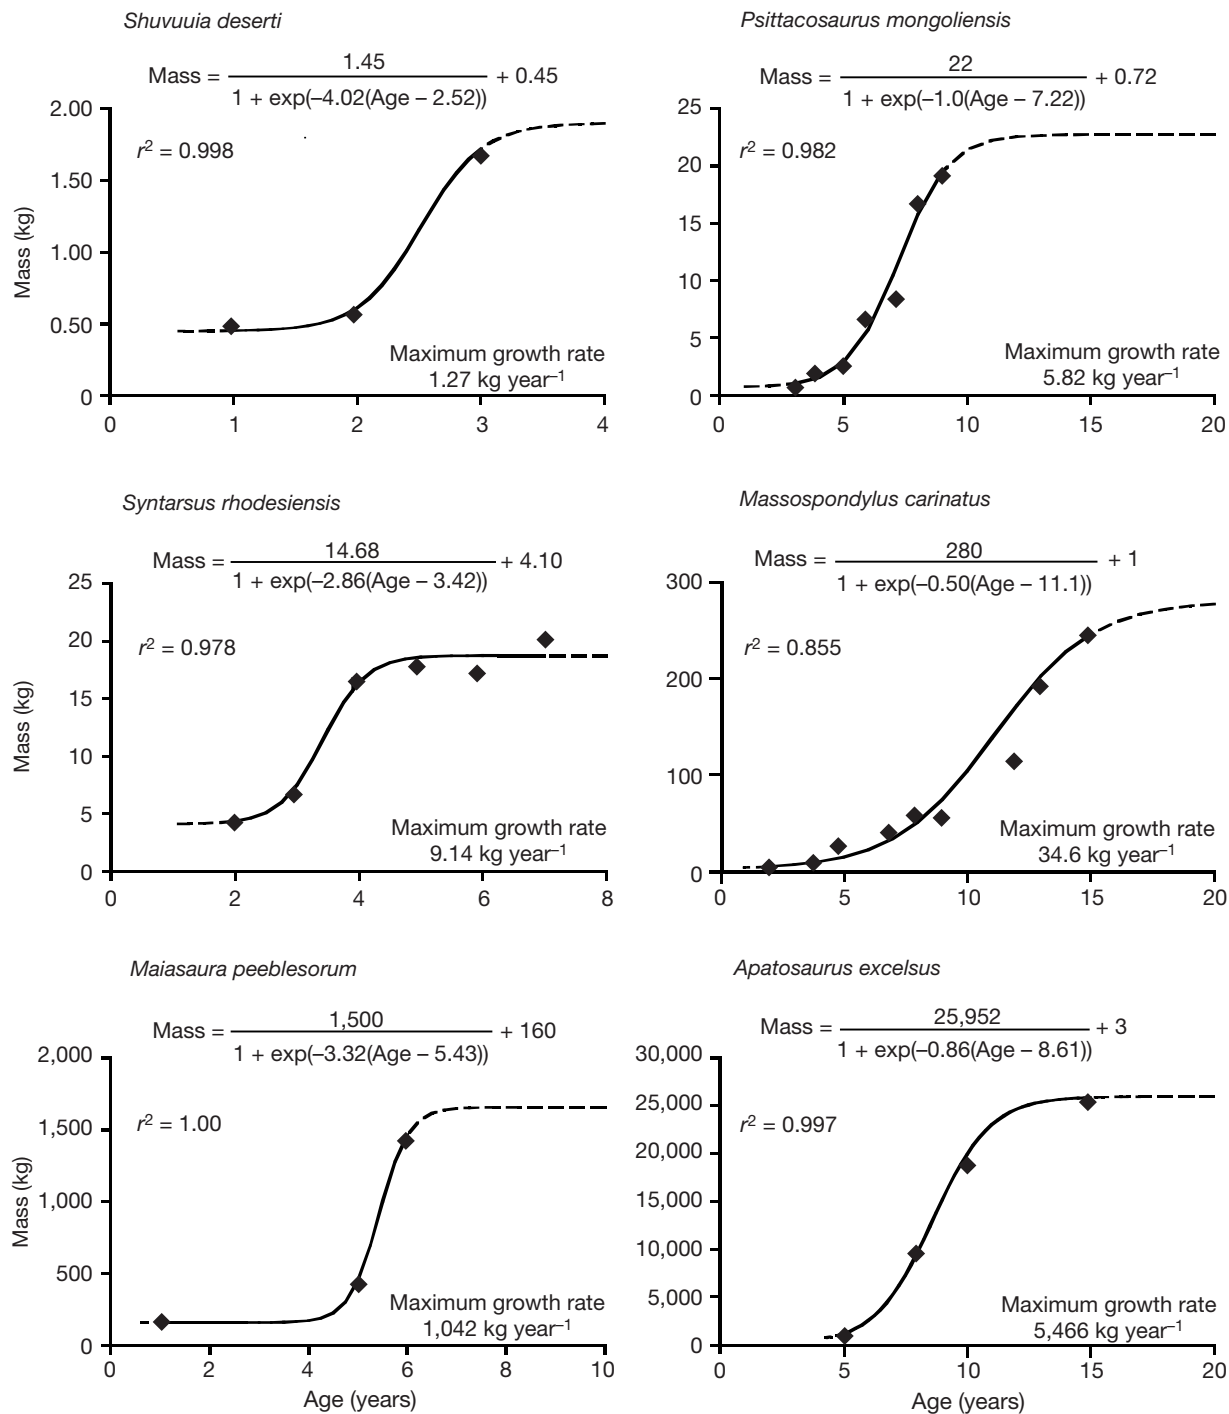 Shuvuuia deserti
Mass = 1.45 / 1 + exp(–4.02(Age – 2.52)) + 0.45
r² = 0.998
Mass (kg)
2.00
1.50
1.00
0.50
0
Maximum growth rate
1.27 kg year⁻¹
0 1 2 3 4
Psittacosaurus mongoliensis
Mass = 22 / 1 + exp(–1.0(Age – 7.22)) + 0.72
r² = 0.982
25
20
15
10
5
0
Maximum growth rate
5.82 kg year⁻¹
0 5 10 15 20
Syntarsus rhodesiensis
Mass = 14.68 / 1 + exp(–2.86(Age – 3.42)) + 4.10
r² = 0.978
Mass (kg)
25
20
15
10
5
0
Maximum growth rate
9.14 kg year⁻¹
0 2 4 6 8
Massospondylus carinatus
Mass = 280 / 1 + exp(–0.50(Age – 11.1)) + 1
r² = 0.855
300
200
100
0
Maximum growth rate
34.6 kg year⁻¹
0 5 10 15 20
Maiasaura peeblesorum
Mass = 1,500 / 1 + exp(–3.32(Age – 5.43)) + 160
r² = 1.00
Mass (kg)
2,000
1,500
1,000
500
0
Maximum growth rate
1,042 kg year⁻¹
0 2 4 6 8 10
Age (years)
Apatosaurus excelsus
Mass = 25,952 / 1 + exp(–0.86(Age – 8.61)) + 3
r² = 0.997
30,000
25,000
20,000
15,000
10,000
5,000
0
Maximum growth rate
5,466 kg year⁻¹
0 5 10 15 20
Age (years)